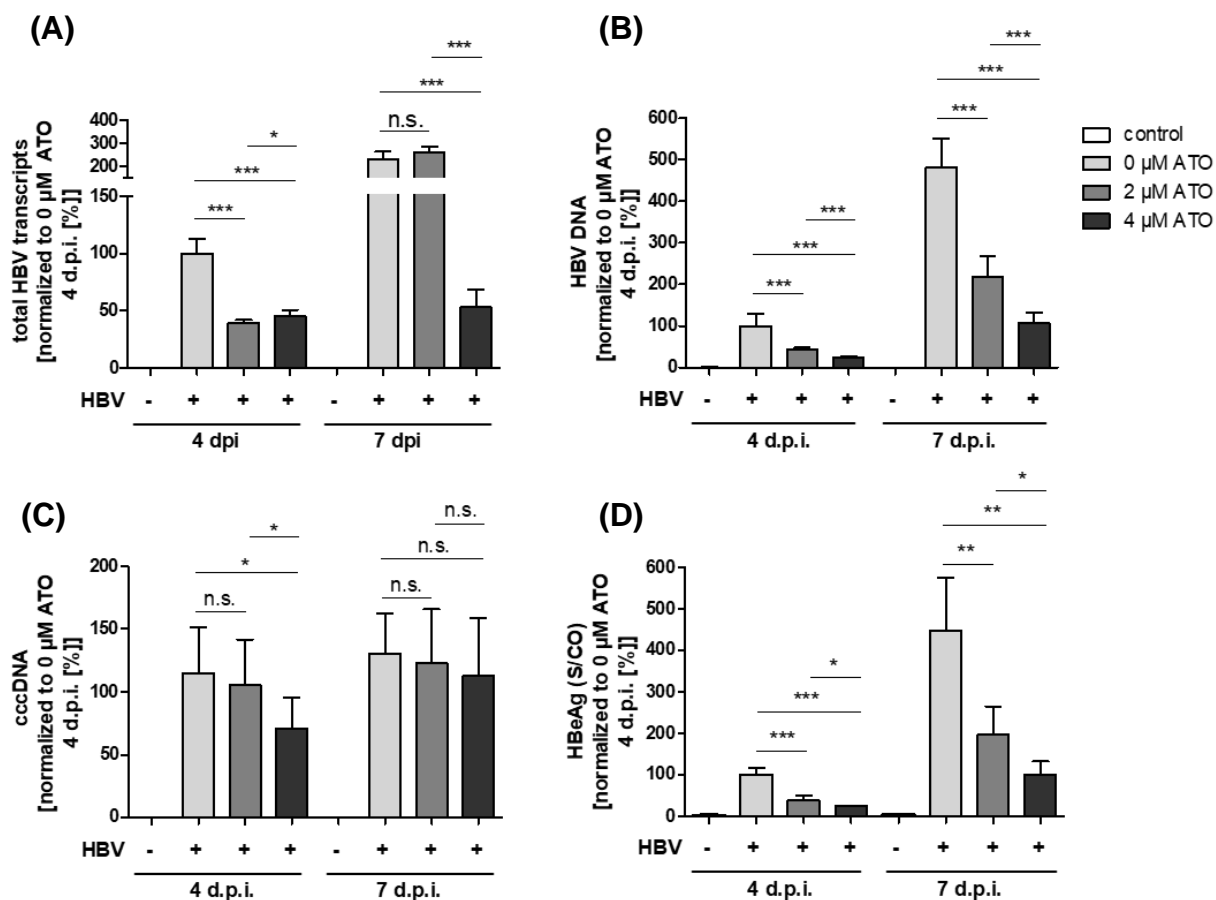 (A)
total HBV transcripts
[normalized to 0 µM ATO
4 d.p.i. [%]]
400
300
200
100
50
0
***
***
*
n.s.
***
***
HBV - + + + - + + +
4 dpi 7 dpi
(B)
HBV DNA
[normalized to 0 µM ATO
4 d.p.i. [%]]
600
500
400
300
200
100
0
***
***
***
***
***
***
HBV - + + + - + + +
4 d.p.i. 7 d.p.i.
control
0 µM ATO
2 µM ATO
4 µM ATO
(C)
cccDNA
[normalized to 0 µM ATO
4 d.p.i. [%]]
200
150
100
50
0
n.s.
*
*
n.s.
n.s.
n.s.
HBV - + + + - + + +
4 d.p.i. 7 d.p.i.
(D)
HBeAg (S/CO)
[normalized to 0 µM ATO
4 d.p.i. [%]]
600
500
400
300
200
100
0
***
***
*
**
**
*
HBV - + + + - + + +
4 d.p.i. 7 d.p.i.